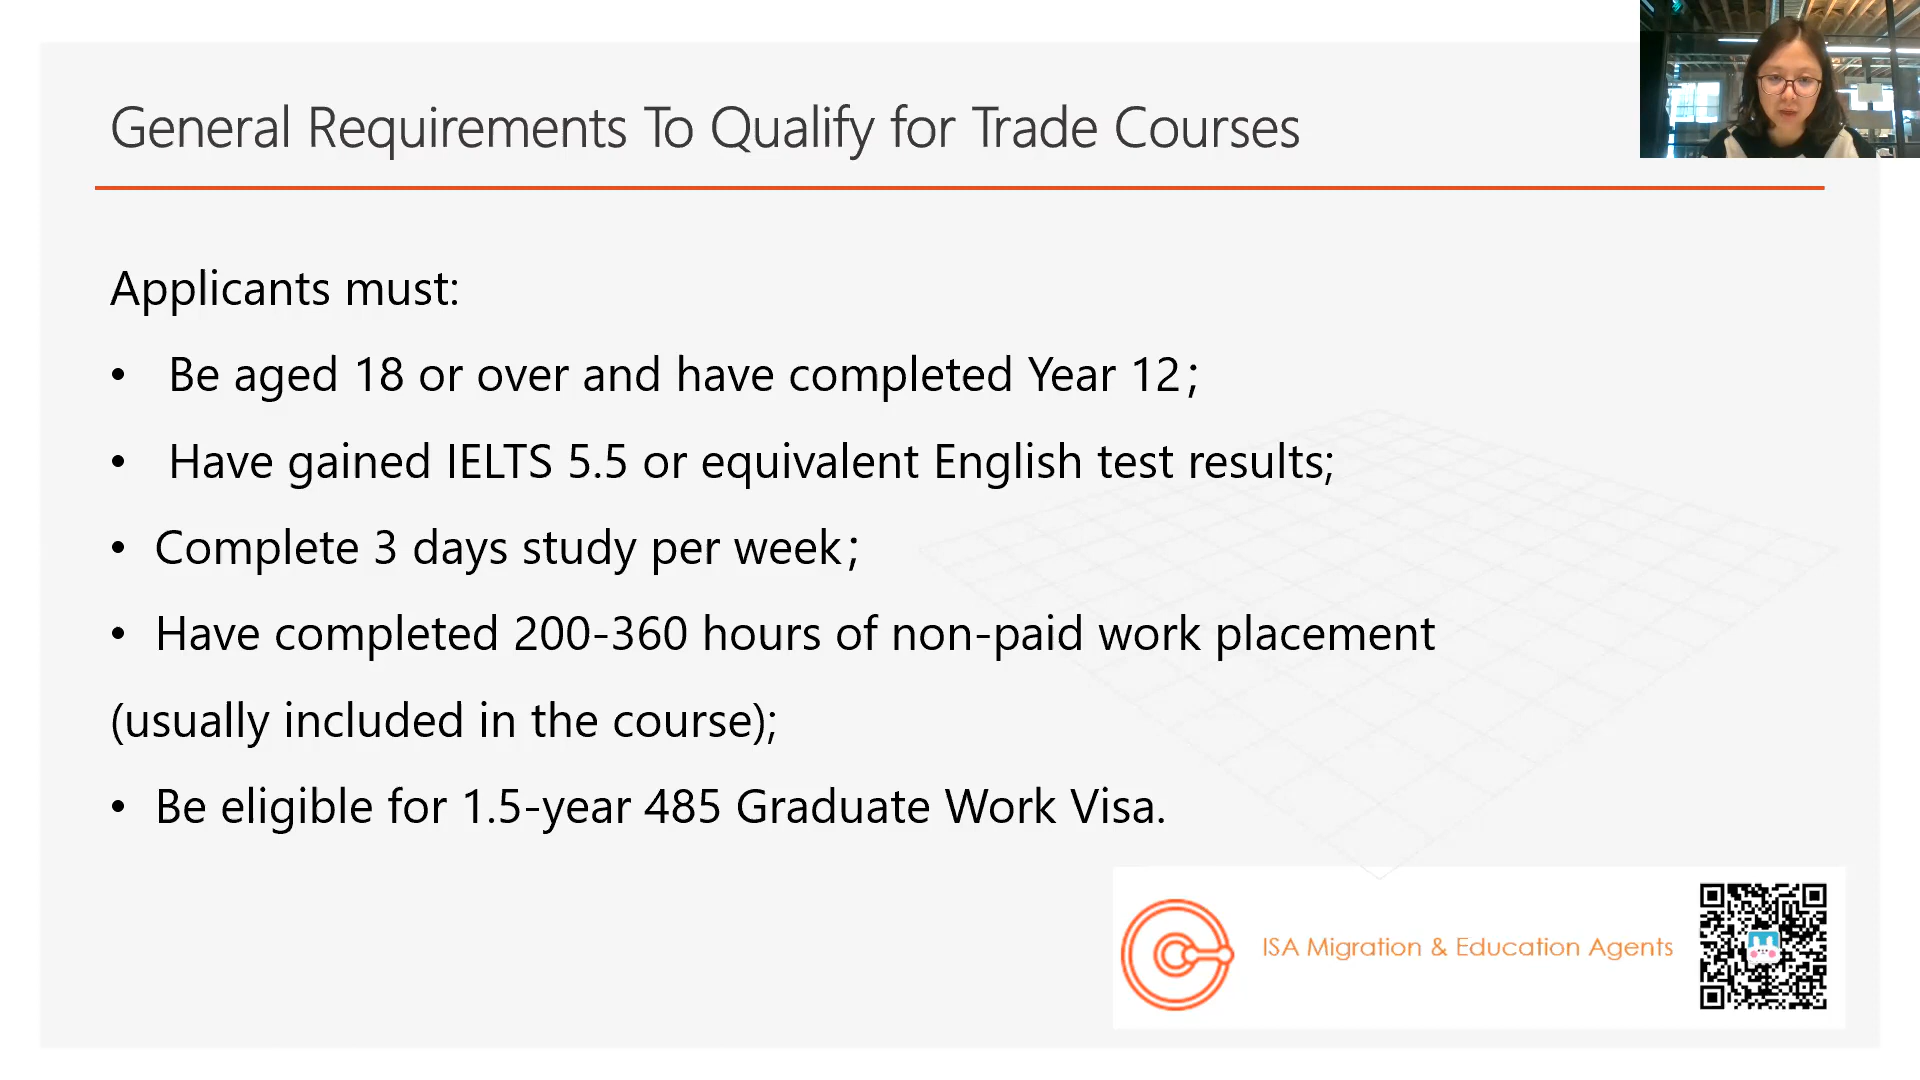 General Requirements To Qualify for Trade Courses
Applicants must:
• Be aged 18 or over and have completed Year 12；
• Have gained IELTS 5.5 or equivalent English test results;
• Complete 3 days study per week；
• Have completed 200-360 hours of non-paid work placement
(usually included in the course);
• Be eligible for 1.5-year 485 Graduate Work Visa.
ISA Migration & Education Agents